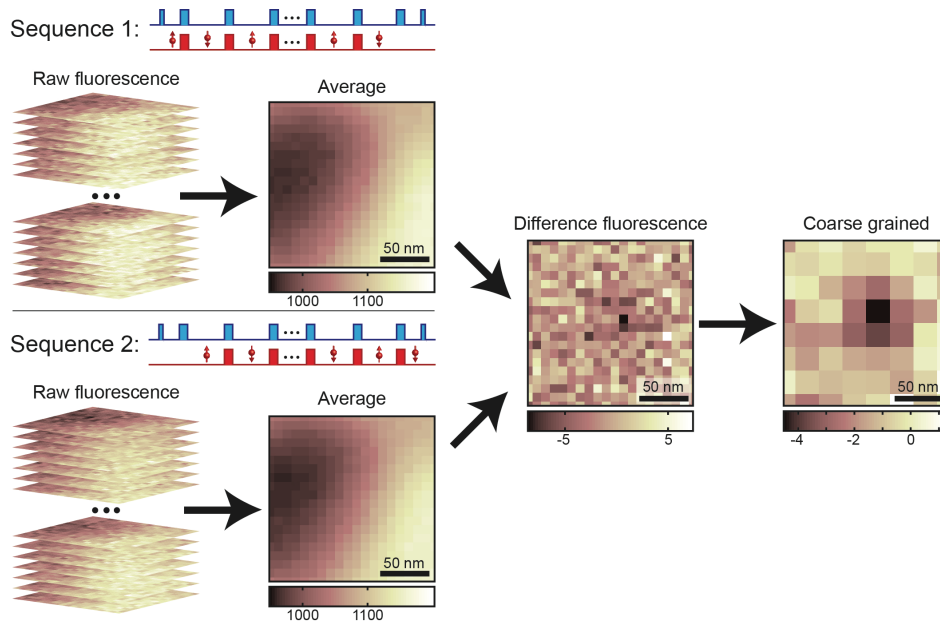 Sequence 1:
Raw fluorescence
Average
50 nm
1000 1100
Difference fluorescence
50 nm
-5 5
Coarse grained
50 nm
-4 -2 0
Sequence 2:
Raw fluorescence
Average
50 nm
1000 1100